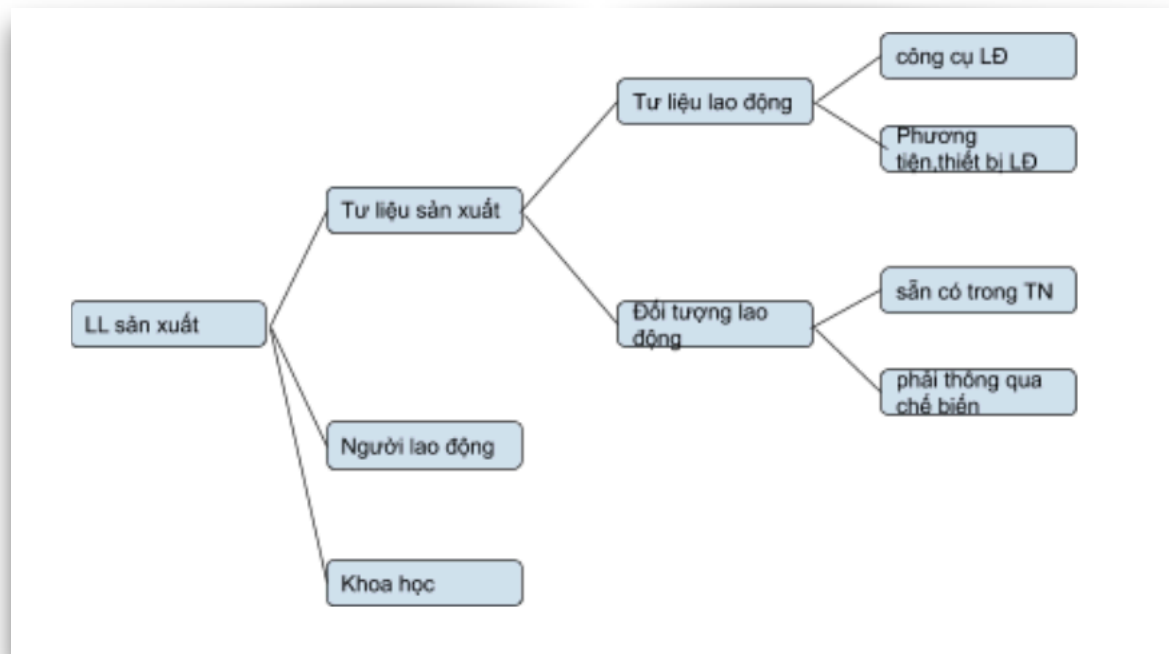 công cụ LĐ
Tư liệu lao động
Phương
tiện,thiết bị LĐ
Tư liệu sản xuất
sẵn có trong TN
LL sản xuất
Đối tượng lao
động
phải thông qua
chế biến
Người lao động
Khoa học